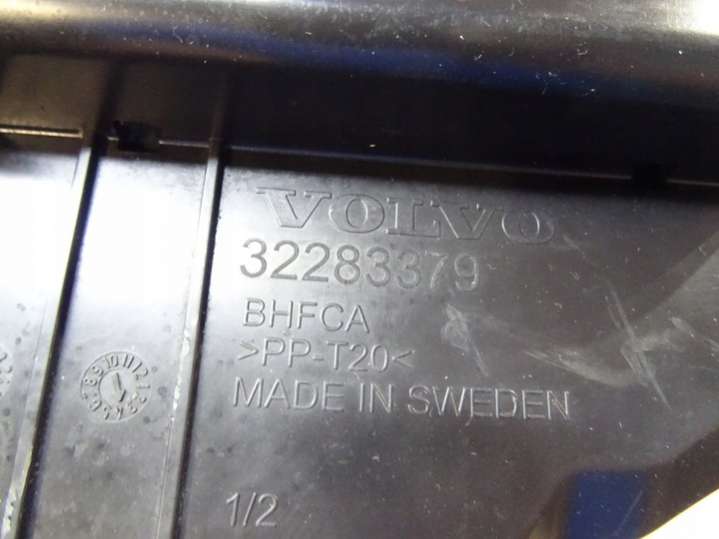 VOLVO
32283379
BHFCA
>PP-T20<
MADE IN SWEDEN
1/2